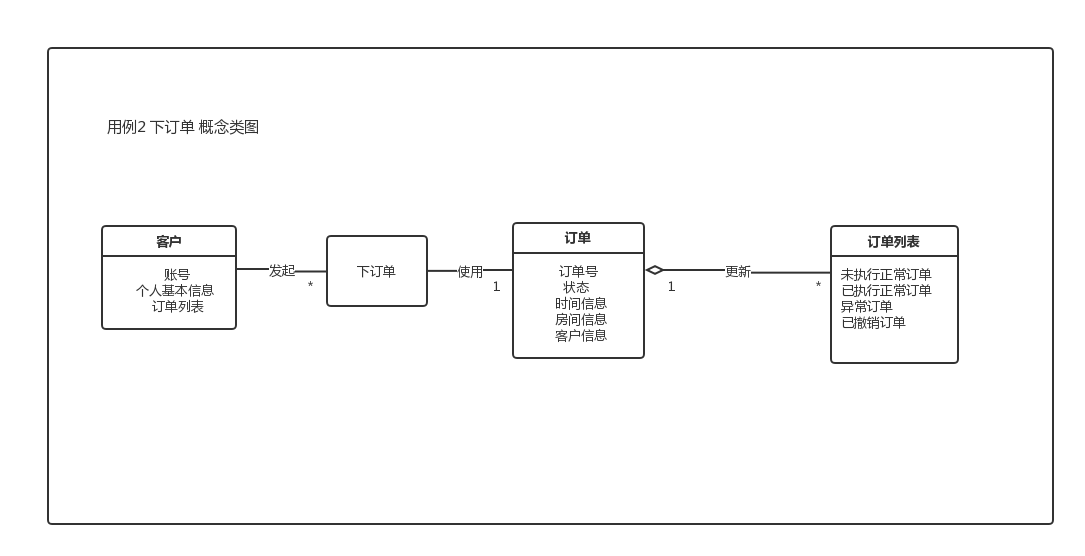 用例2 下订单 概念类图
客户
账号
个人基本信息
订单列表
发起
*
下订单
使用
1
订单
订单号
状态
时间信息
房间信息
客户信息
1
更新
*
订单列表
未执行正常订单
已执行正常订单
异常订单
已撤销订单